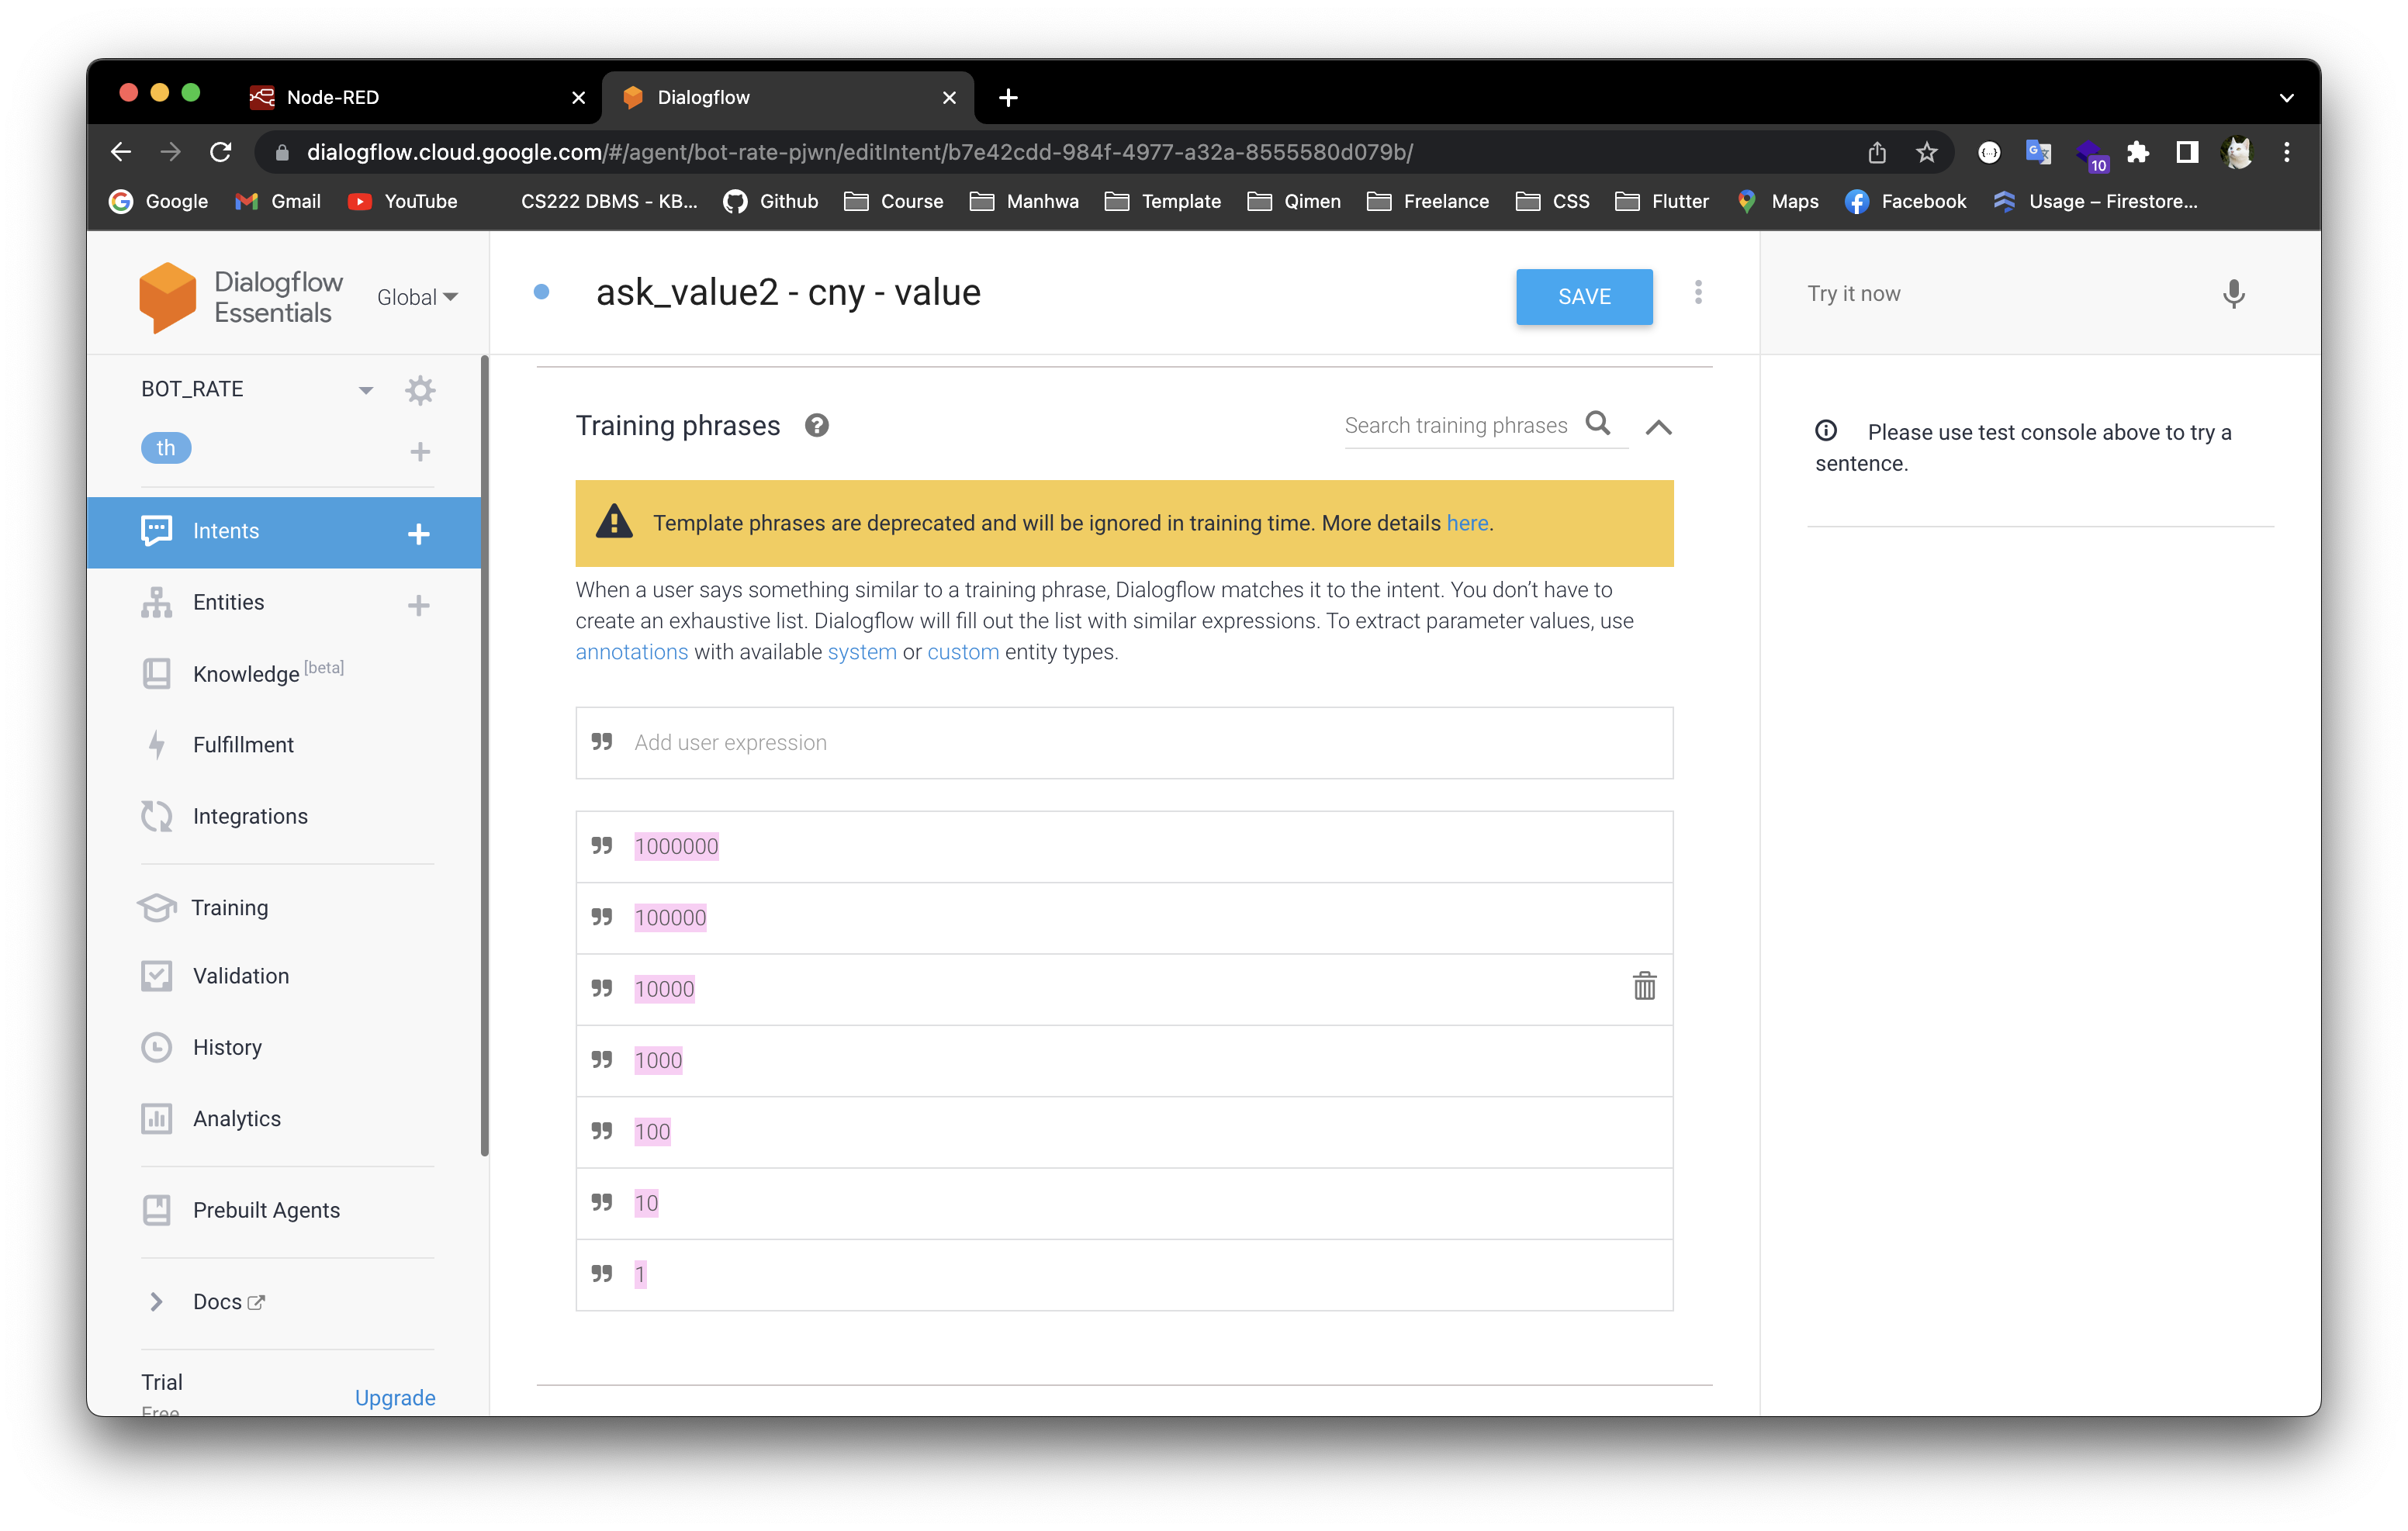 Node-RED
Dialogflow
dialogflow.cloud.google.com/#/agent/bot-rate-pjwn/editIntent/b7e42cdd-984f-4977-a32a-8555580d079b/
10
Google
Gmail
YouTube
CS222 DBMS - KB...
Github
Course
Manhwa
Template
Qimen
Freelance
CSS
Flutter
Maps
Facebook
Usage – Firestore...
Dialogflow
Essentials
Global
BOT_RATE
th
Intents
Entities
Knowledge [beta]
Fulfillment
Integrations
Training
Validation
History
Analytics
Prebuilt Agents
Docs
Trial
Free
Upgrade
ask_value2 - cny - value
SAVE
Training phrases
Search training phrases
Template phrases are deprecated and will be ignored in training time. More details here.
When a user says something similar to a training phrase, Dialogflow matches it to the intent. You don’t have to
create an exhaustive list. Dialogflow will fill out the list with similar expressions. To extract parameter values, use
annotations with available system or custom entity types.
Add user expression
1000000
100000
10000
1000
100
10
1
Try it now
Please use test console above to try a
sentence.